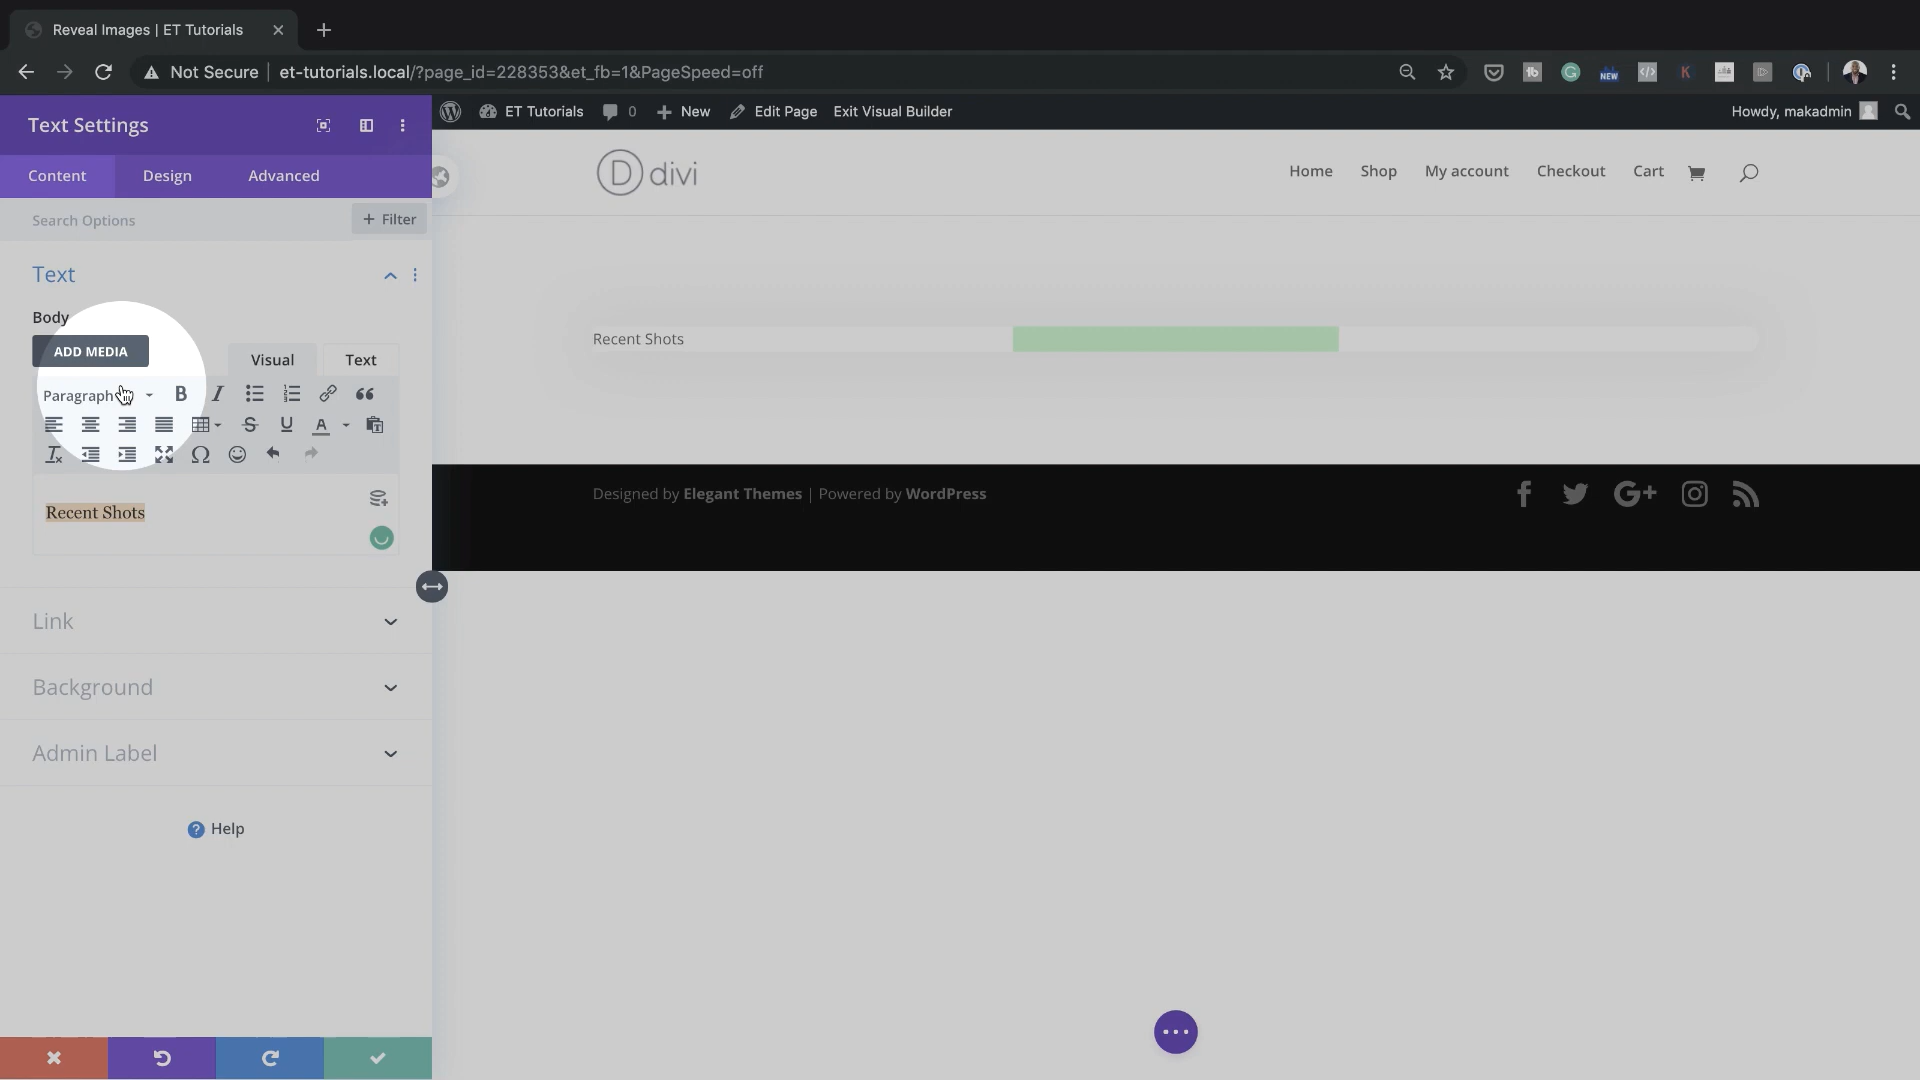 Reveal Images | ET Tutorials
Not Secure | et-tutorials.local/?page_id=228353&et_fb=1&PageSpeed=off
NEW
K
Text Settings
ET Tutorials 0 New Edit Page Exit Visual Builder
Howdy, makadmin
Content Design Advanced
D divi
Home Shop My account Checkout Cart
Search Options
+ Filter
Text
Body
ADD MEDIA
Visual Text
Paragraph
Recent Shots
Recent Shots
Designed by Elegant Themes | Powered by WordPress
Link
Background
Admin Label
Help